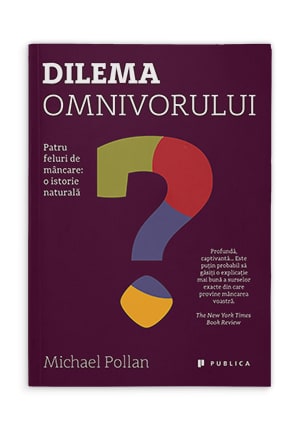 DILEMA
OMNIVORULUI
Patru
feluri de
mâncare:
o istorie
naturală
Profundă,
captivantă... Este
puțin probabil să
găsiți o explicație
mai bună a surselor
exacte din care
provine mâncarea
voastră.
The New York Times
Book Review
Michael Pollan
PUBLICA